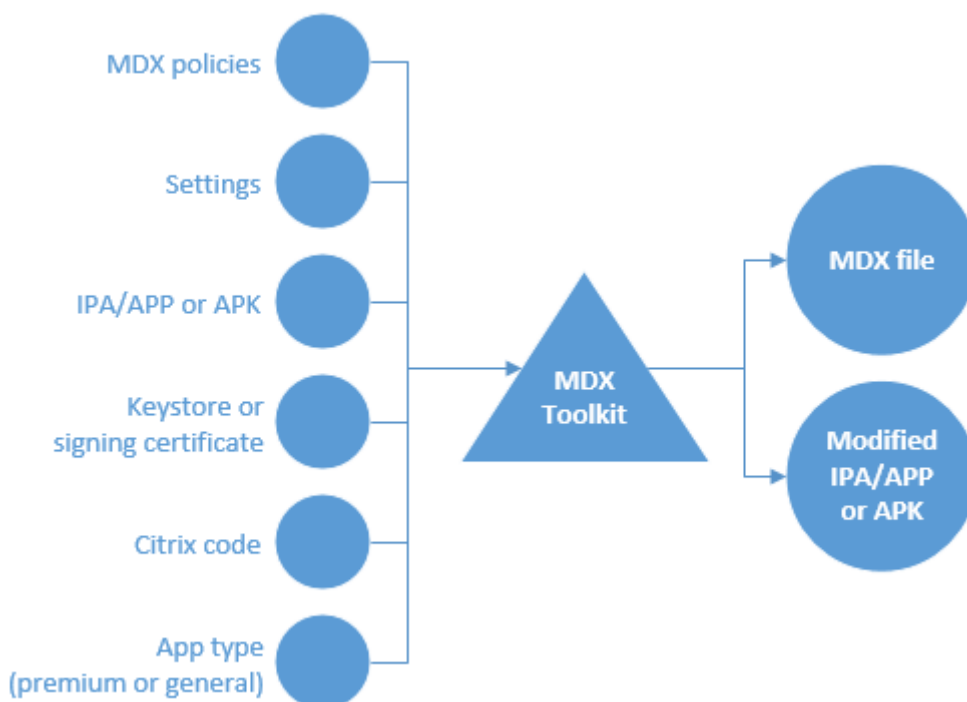 MDX policies
Settings
IPA/APP or APK
Keystore or
signing certificate
Citrix code
App type
(premium or general)
MDX
Toolkit
MDX file
Modified
IPA/APP
or APK